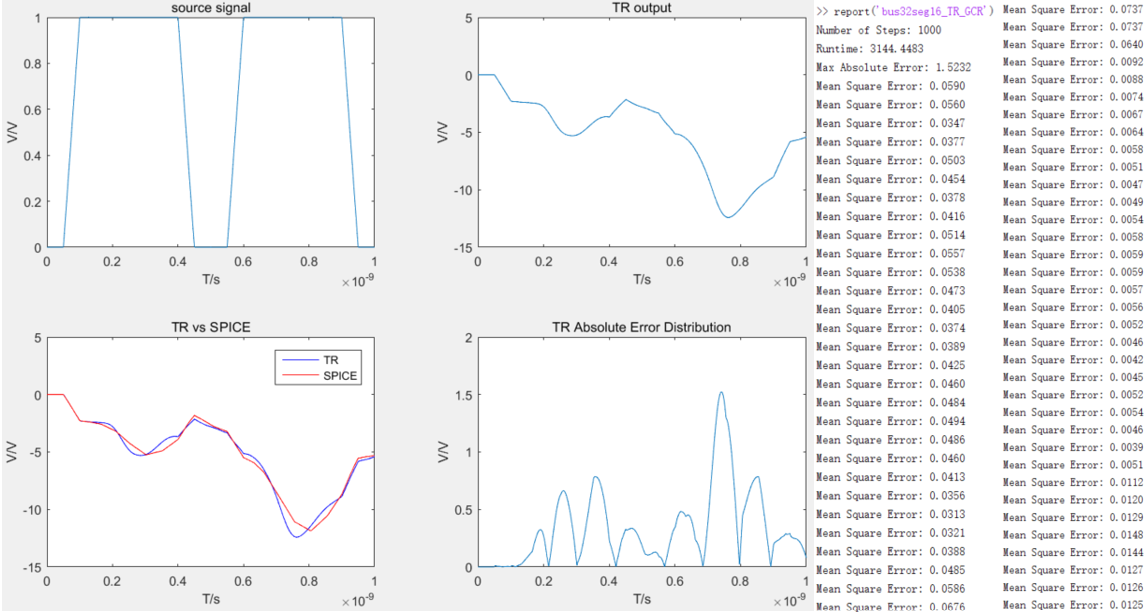 source signal
1
0.8
0.6
0.4
0.2
0
V/V
0 0.2 0.4 0.6 0.8 1
T/s
×10⁻⁹
TR output
5
0
-5
-10
-15
V/V
0 0.2 0.4 0.6 0.8 1
T/s
×10⁻⁹
TR vs SPICE
5
0
-5
-10
-15
V/V
TR
SPICE
0 0.2 0.4 0.6 0.8 1
T/s
×10⁻⁹
TR Absolute Error Distribution
2
1.5
1
0.5
0
V/V
0 0.2 0.4 0.6 0.8 1
T/s
×10⁻⁹
>> report('bus32seg16_TR_GCR')
Number of Steps: 1000
Runtime: 3144.4483
Max Absolute Error: 1.5232
Mean Square Error: 0.0590
Mean Square Error: 0.0560
Mean Square Error: 0.0347
Mean Square Error: 0.0377
Mean Square Error: 0.0503
Mean Square Error: 0.0454
Mean Square Error: 0.0378
Mean Square Error: 0.0416
Mean Square Error: 0.0514
Mean Square Error: 0.0557
Mean Square Error: 0.0538
Mean Square Error: 0.0473
Mean Square Error: 0.0405
Mean Square Error: 0.0374
Mean Square Error: 0.0389
Mean Square Error: 0.0425
Mean Square Error: 0.0460
Mean Square Error: 0.0484
Mean Square Error: 0.0494
Mean Square Error: 0.0486
Mean Square Error: 0.0460
Mean Square Error: 0.0413
Mean Square Error: 0.0356
Mean Square Error: 0.0313
Mean Square Error: 0.0321
Mean Square Error: 0.0388
Mean Square Error: 0.0485
Mean Square Error: 0.0586
Mean Square Error: 0.0676
Mean Square Error: 0.0737
Mean Square Error: 0.0737
Mean Square Error: 0.0640
Mean Square Error: 0.0092
Mean Square Error: 0.0088
Mean Square Error: 0.0074
Mean Square Error: 0.0067
Mean Square Error: 0.0064
Mean Square Error: 0.0058
Mean Square Error: 0.0051
Mean Square Error: 0.0047
Mean Square Error: 0.0049
Mean Square Error: 0.0054
Mean Square Error: 0.0058
Mean Square Error: 0.0059
Mean Square Error: 0.0059
Mean Square Error: 0.0057
Mean Square Error: 0.0056
Mean Square Error: 0.0052
Mean Square Error: 0.0046
Mean Square Error: 0.0042
Mean Square Error: 0.0045
Mean Square Error: 0.0052
Mean Square Error: 0.0054
Mean Square Error: 0.0046
Mean Square Error: 0.0039
Mean Square Error: 0.0051
Mean Square Error: 0.0112
Mean Square Error: 0.0120
Mean Square Error: 0.0129
Mean Square Error: 0.0148
Mean Square Error: 0.0144
Mean Square Error: 0.0127
Mean Square Error: 0.0126
Mean Square Error: 0.0125